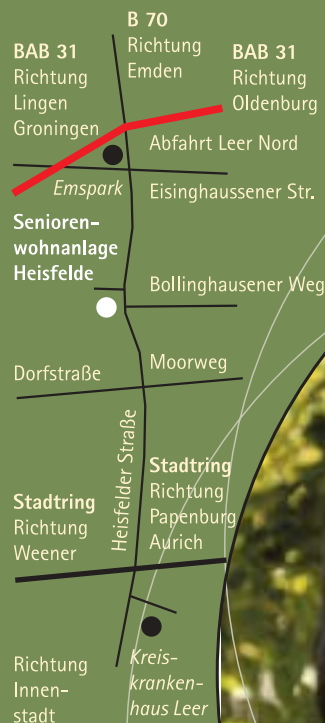 B 70
Richtung
Emden
BAB 31
Richtung
Lingen
Groningen
BAB 31
Richtung
Oldenburg
Abfahrt Leer Nord
Emspark
Eisinghaussener Str.
Senioren-
wohnanlage
Heisfelde
Bollinghausener Weg
Moorweg
Dorfstraße
Heisfelder Straße
Stadtring
Richtung
Papenburg
Aurich
Stadtring
Richtung
Weener
Kreis-
kranken-
haus Leer
Richtung
Innen-
stadt